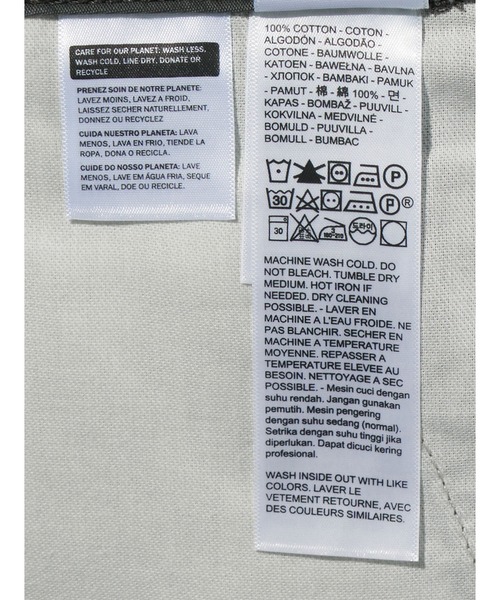 CARE FOR OUR PLANET: WASH LESS,
WASH COLD, LINE DRY, DONATE OR
RECYCLE
PRENEZ SOIN DE NOTRE PLANETE:
LAVEZ MOINS, LAVEZ A FROID,
LAISSEZ SECHER NATURELLEMENT,
DONNEZ OU RECYCLEZ
CUIDA NUESTRO PLANETA: LAVA
MENOS, LAVA EN FRIO, TIENDE LA
ROPA, DONA O RECICLA.
CUIDE DO NOSSO PLANETA: LAVE
MENOS, LAVE EM ÁGUA FRIA, SEQUE
EM VARAL, DOE OU RECICLE.
100% COTTON - COTON -
ALGODÓN - ALGODÃO -
COTONE - BAUMWOLLE -
KATOEN - BAWEŁNA - BAVLNA
- ХЛОПОК - BAMBAKI - PAMUK
- PAMUT - 棉 - 綿 100% - 면 -
KAPAS - BOMBAŽ - PUUVILL -
KOKVILNA - MEDVILNĖ -
BOMULD - PUUVILLA -
BOMULL - BUMBAC
P
30 P ®
30 3 180-210 드라이
MACHINE WASH COLD. DO
NOT BLEACH. TUMBLE DRY
MEDIUM. HOT IRON IF
NEEDED. DRY CLEANING
POSSIBLE. - LAVER EN
MACHINE A L'EAU FROIDE. NE
PAS BLANCHIR. SECHER EN
MACHINE A TEMPERATURE
MOYENNE. REPASSER A
TEMPERATURE ELEVEE AU
BESOIN. NETTOYAGE A SEC
POSSIBLE. - Mesin cuci dengan
suhu rendah. Jangan gunakan
pemutih. Mesin pengering
dengan suhu sedang (normal).
Setrika dengan suhu tinggi jika
diperlukan. Dapat dicuci kering
profesional.
WASH INSIDE OUT WITH LIKE
COLORS. LAVER LE
VETEMENT RETOURNE, AVEC
DES COULEURS SIMILAIRES.